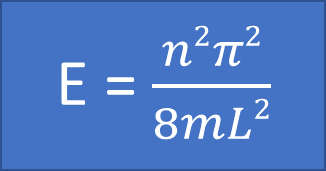 E = n²π² / 8mL²